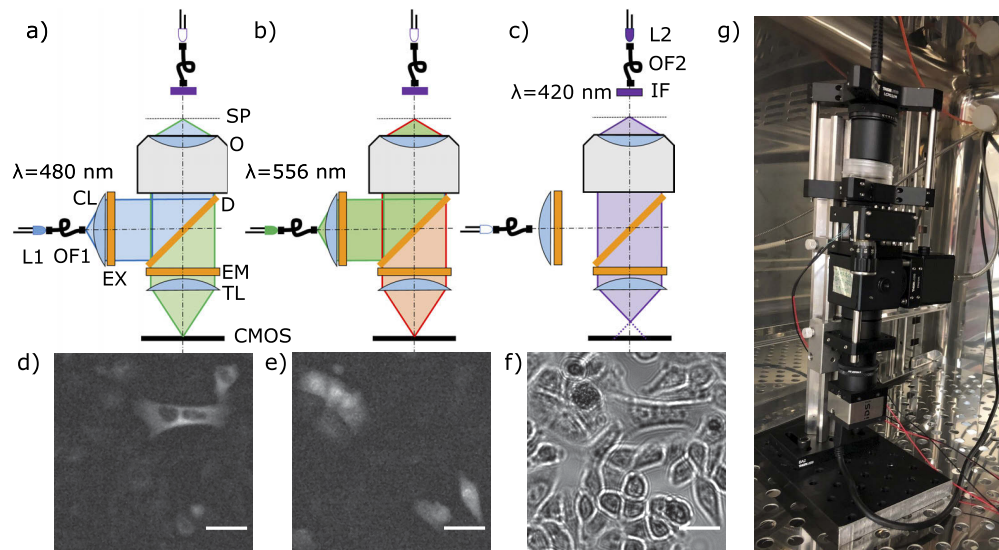 a)
b)
c)
g)
L2
OF2
λ=420 nm
IF
SP
O
λ=480 nm
λ=556 nm
CL
D
L1 OF1
EX
EM
TL
CMOS
d)
e)
f)